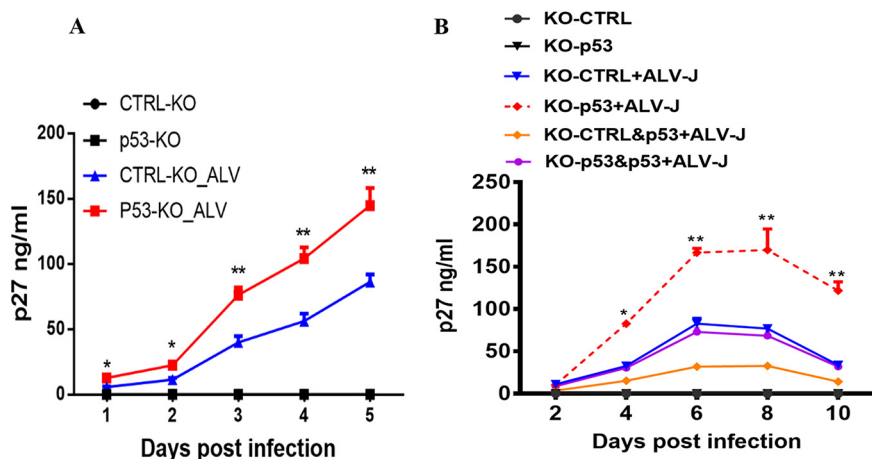 A
CTRL-KO
p53-KO
CTRL-KO_ALV
P53-KO_ALV
p27 ng/ml
200
150
100
50
0
*
*
**
**
**
1 2 3 4 5
Days post infection
B
KO-CTRL
KO-p53
KO-CTRL+ALV-J
KO-p53+ALV-J
KO-CTRL&p53+ALV-J
KO-p53&p53+ALV-J
p27 ng/ml
250
200
150
100
50
0
*
**
**
**
2 4 6 8 10
Days post infection